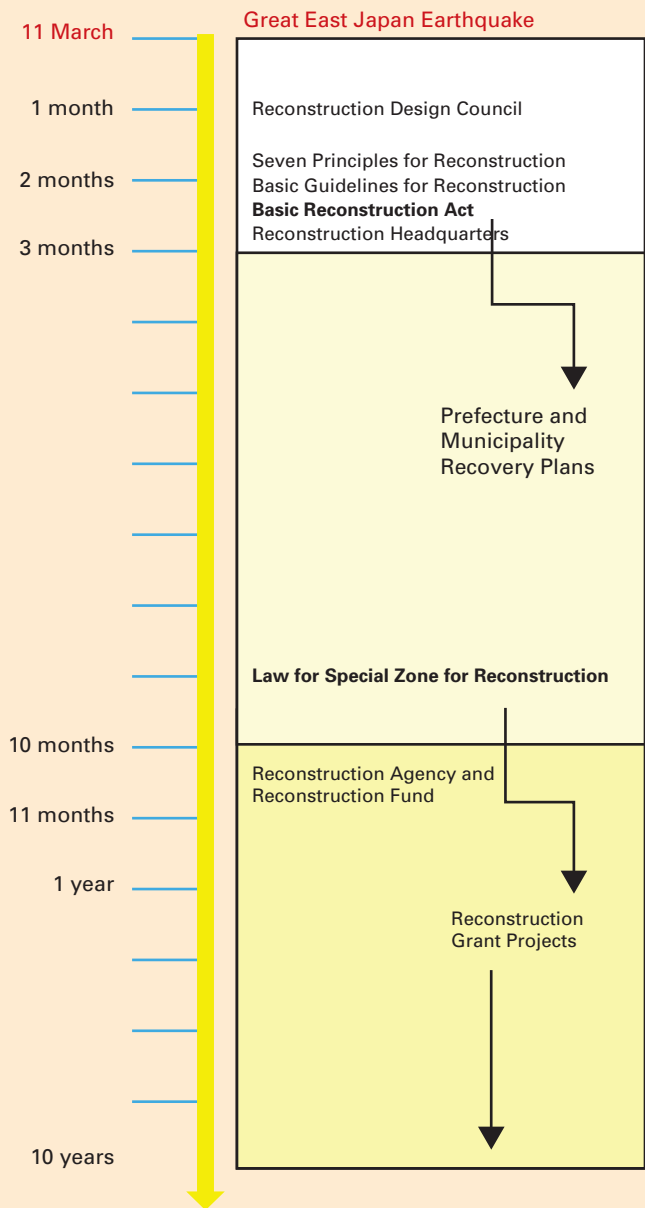 Great East Japan Earthquake
11 March
1 month
Reconstruction Design Council
Seven Principles for Reconstruction
2 months
Basic Guidelines for Reconstruction
Basic Reconstruction Act
Reconstruction Headquarters
3 months
Prefecture and
Municipality
Recovery Plans
Law for Special Zone for Reconstruction
10 months
Reconstruction Agency and
Reconstruction Fund
11 months
1 year
Reconstruction
Grant Projects
10 years